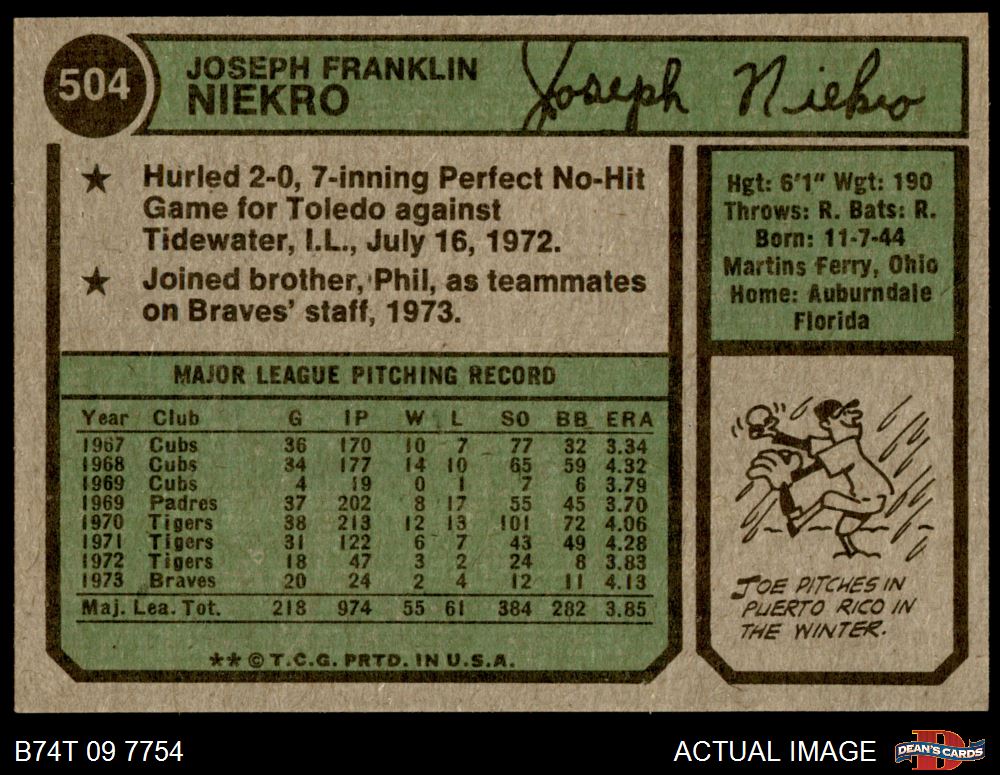 504
JOSEPH FRANKLIN
NIEKRO
Joseph Niekro
★ Hurled 2-0, 7-inning Perfect No-Hit
Game for Toledo against
Tidewater, I.L., July 16, 1972.
★ Joined brother, Phil, as teammates
on Braves' staff, 1973.
Hgt: 6'1" Wgt: 190
Throws: R. Bats: R.
Born: 11-7-44
Martins Ferry, Ohio
Home: Auburndale
Florida
MAJOR LEAGUE PITCHING RECORD
Year Club G IP W L SO BB ERA
1967 Cubs 36 170 10 7 77 32 3.34
1968 Cubs 34 177 14 10 65 59 4.32
1969 Cubs 4 19 0 1 7 6 3.79
1969 Padres 37 202 8 17 55 45 3.70
1970 Tigers 38 213 12 13 101 72 4.06
1971 Tigers 31 122 6 7 43 49 4.28
1972 Tigers 18 47 3 2 24 8 3.83
1973 Braves 20 24 2 4 12 11 4.13
Maj. Lea. Tot. 218 974 55 61 384 282 3.85
** © T.C.G. PRTD. IN U.S.A.
JOE PITCHES IN
PUERTO RICO IN
THE WINTER.
B74T 09 7754
ACTUAL IMAGE
DEAN'S CARDS